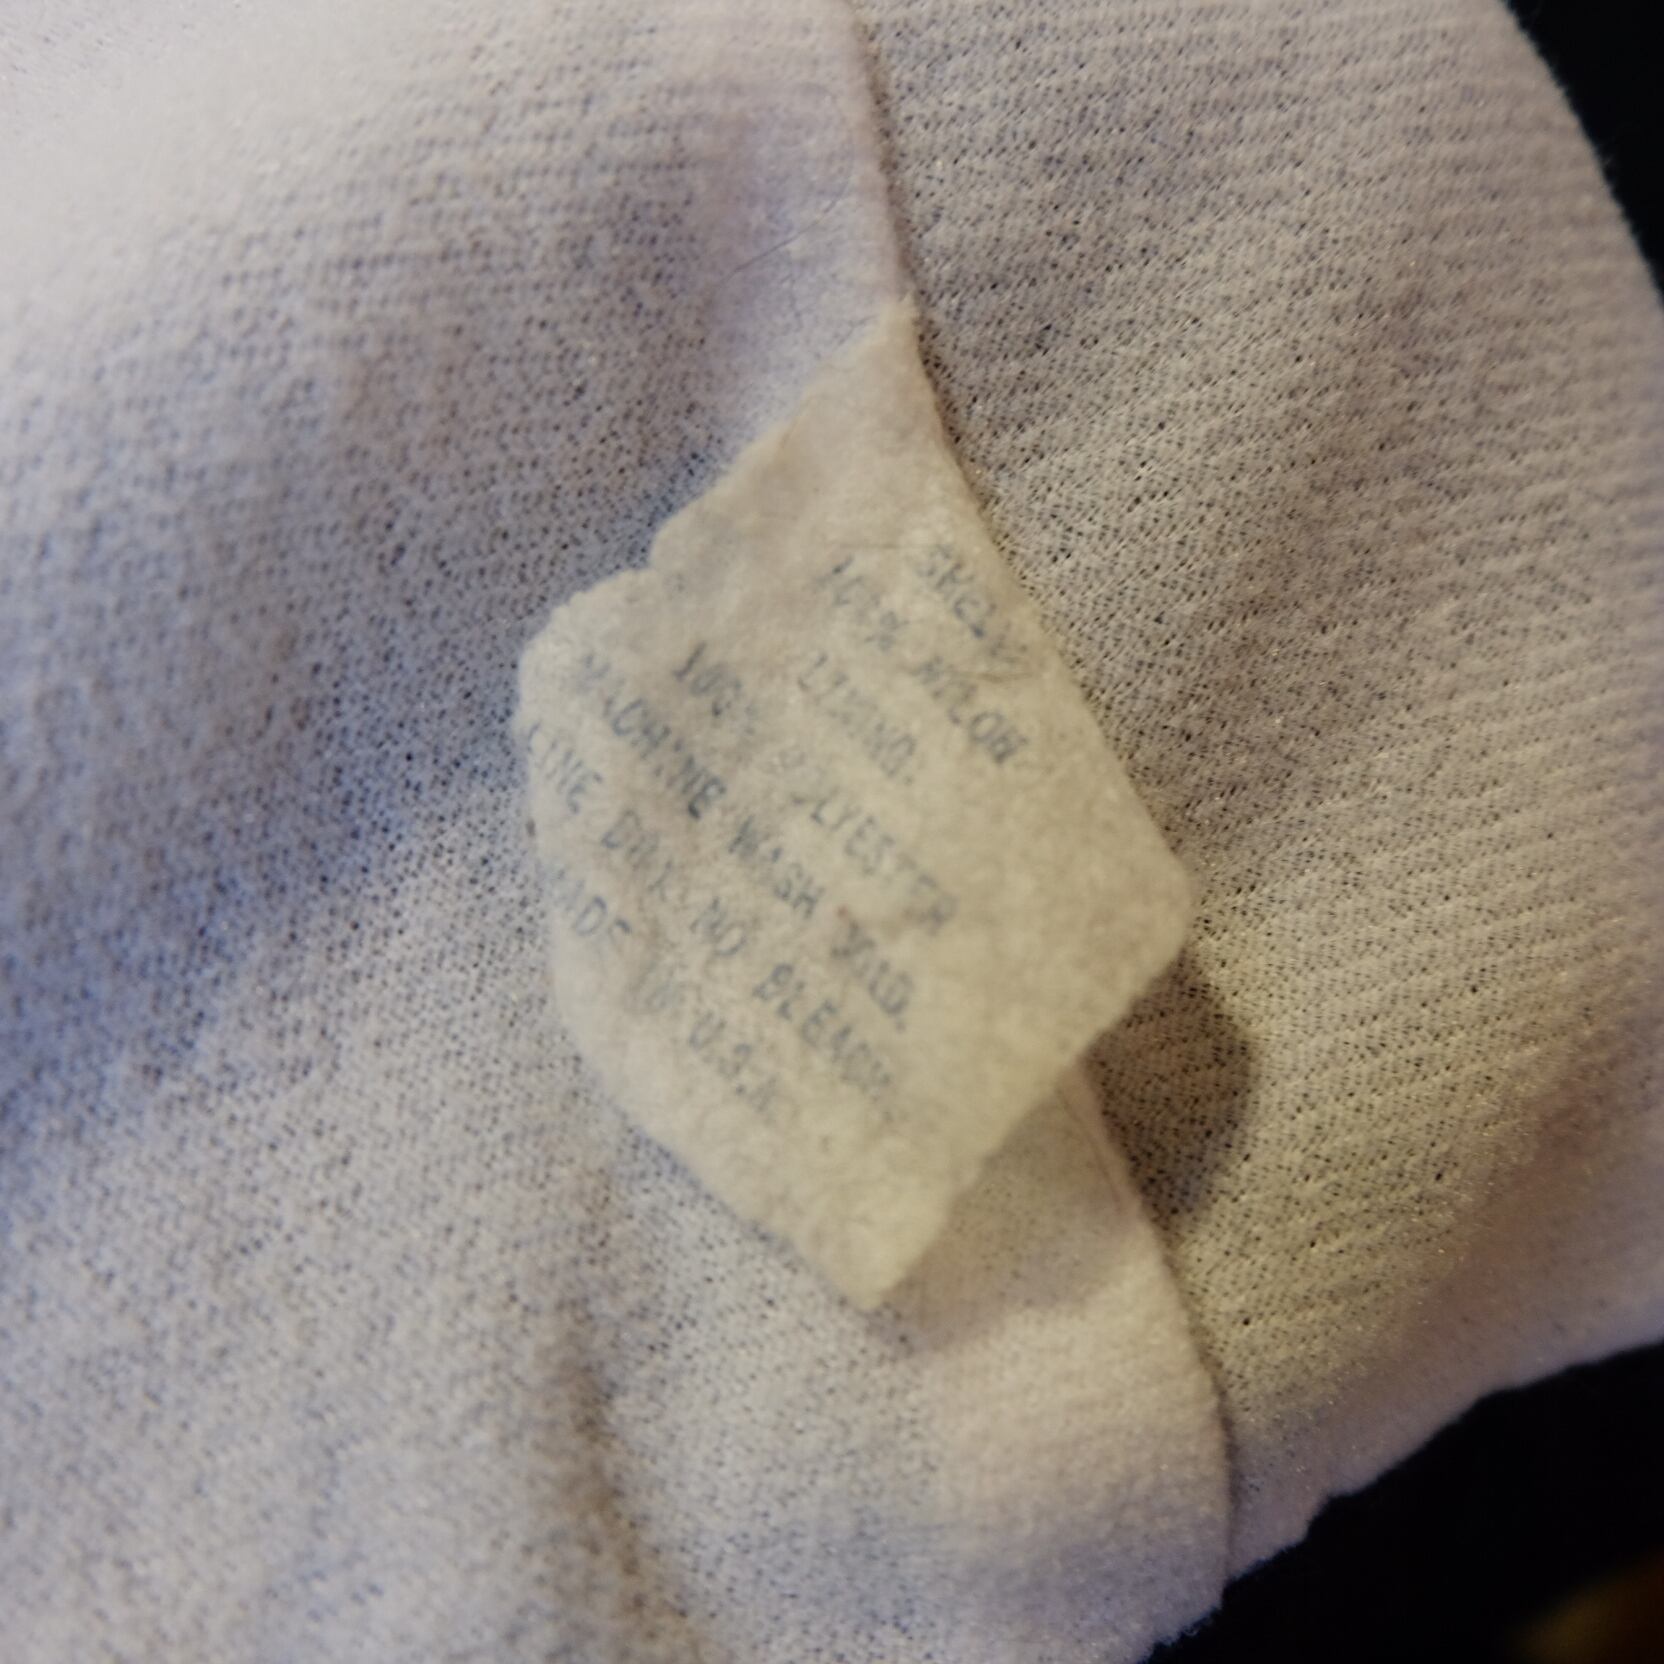 SHELL
100% NYLON
LINING.
100% POLYESTER
MACHINE WASH COLD.
LINE DRY NO BLEACH.
MADE IN U.S.A.